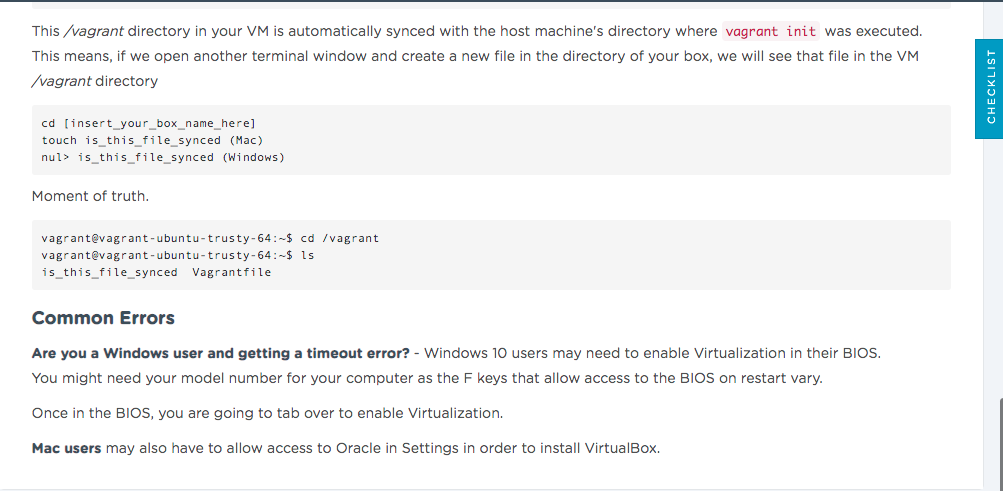 This /vagrant directory in your VM is automatically synced with the host machine's directory where vagrant init was executed.
This means, if we open another terminal window and create a new file in the directory of your box, we will see that file in the VM
/vagrant directory
cd [insert_your_box_name_here]
touch is_this_file_synced (Mac)
nul> is_this_file_synced (Windows)
Moment of truth.
vagrant@vagrant-ubuntu-trusty-64:~$ cd /vagrant
vagrant@vagrant-ubuntu-trusty-64:~$ ls
is_this_file_synced  Vagrantfile
Common Errors
Are you a Windows user and getting a timeout error? - Windows 10 users may need to enable Virtualization in their BIOS.
You might need your model number for your computer as the F keys that allow access to the BIOS on restart vary.
Once in the BIOS, you are going to tab over to enable Virtualization.
Mac users may also have to allow access to Oracle in Settings in order to install VirtualBox.
CHECKLIST